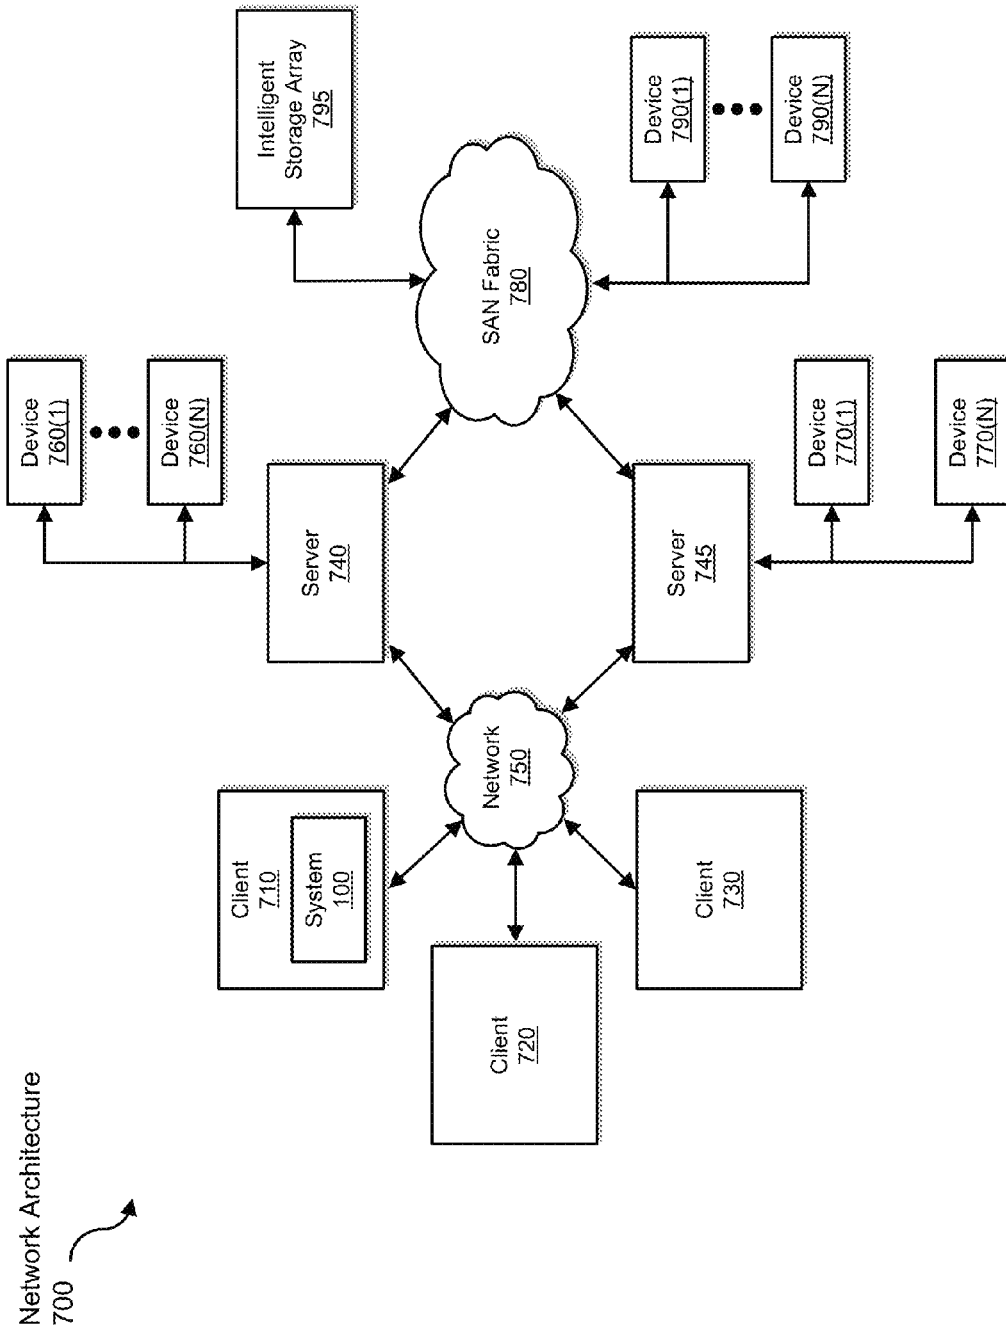 Network Architecture
700
Client
710
System
100
Client
720
Client
730
Network
750
Server
740
Server
745
Device
760(1)
Device
760(N)
Device
770(1)
Device
770(N)
SAN Fabric
780
Intelligent
Storage Array
795
Device
790(1)
Device
790(N)